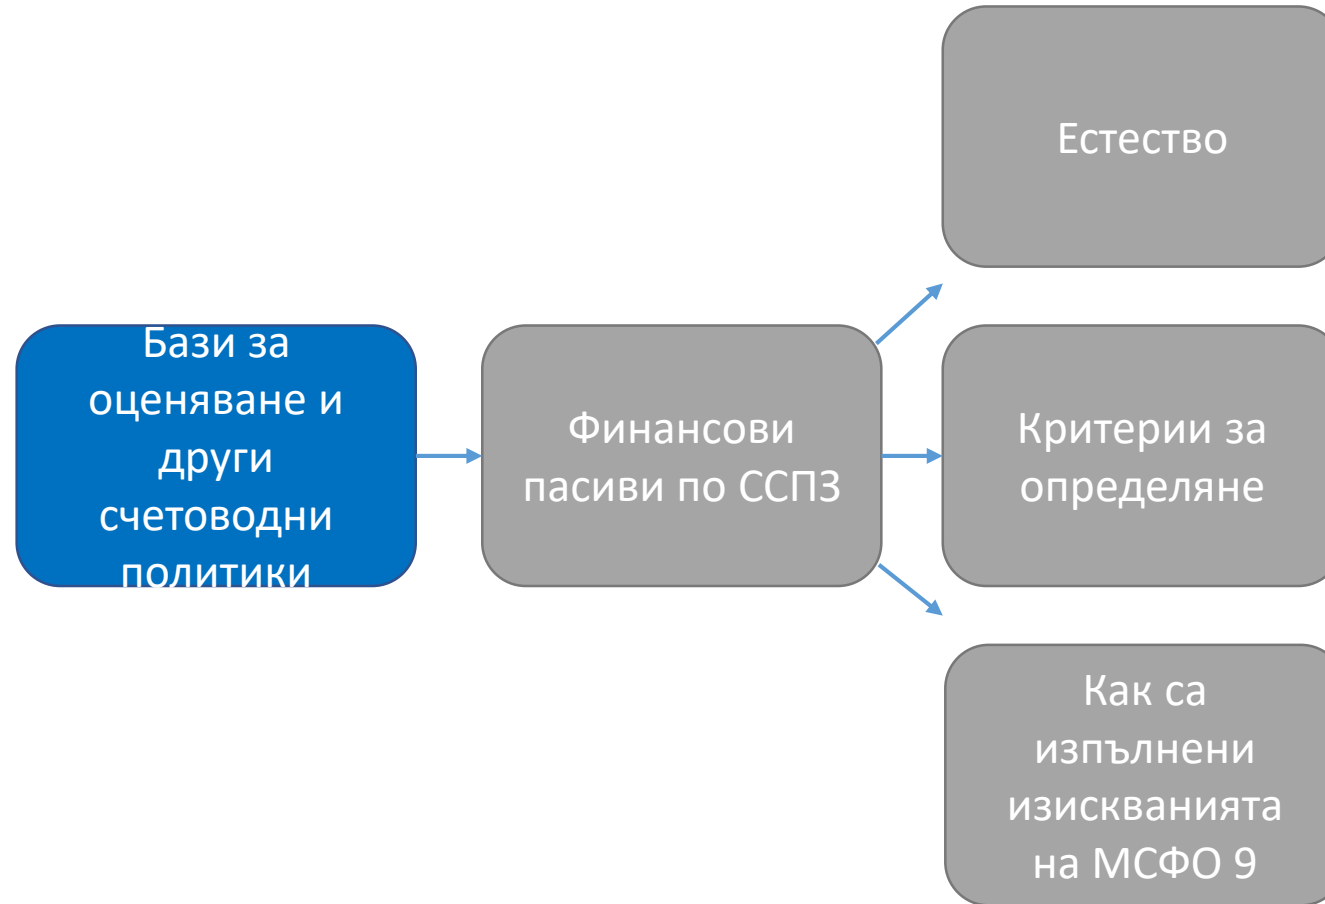 Естество
Бази за
оценяване и
други
счетоводни
политики
Финансови
пасиви по ССПЗ
Критерии за
определяне
Как са
изпълнени
изискванията
на МСФО 9